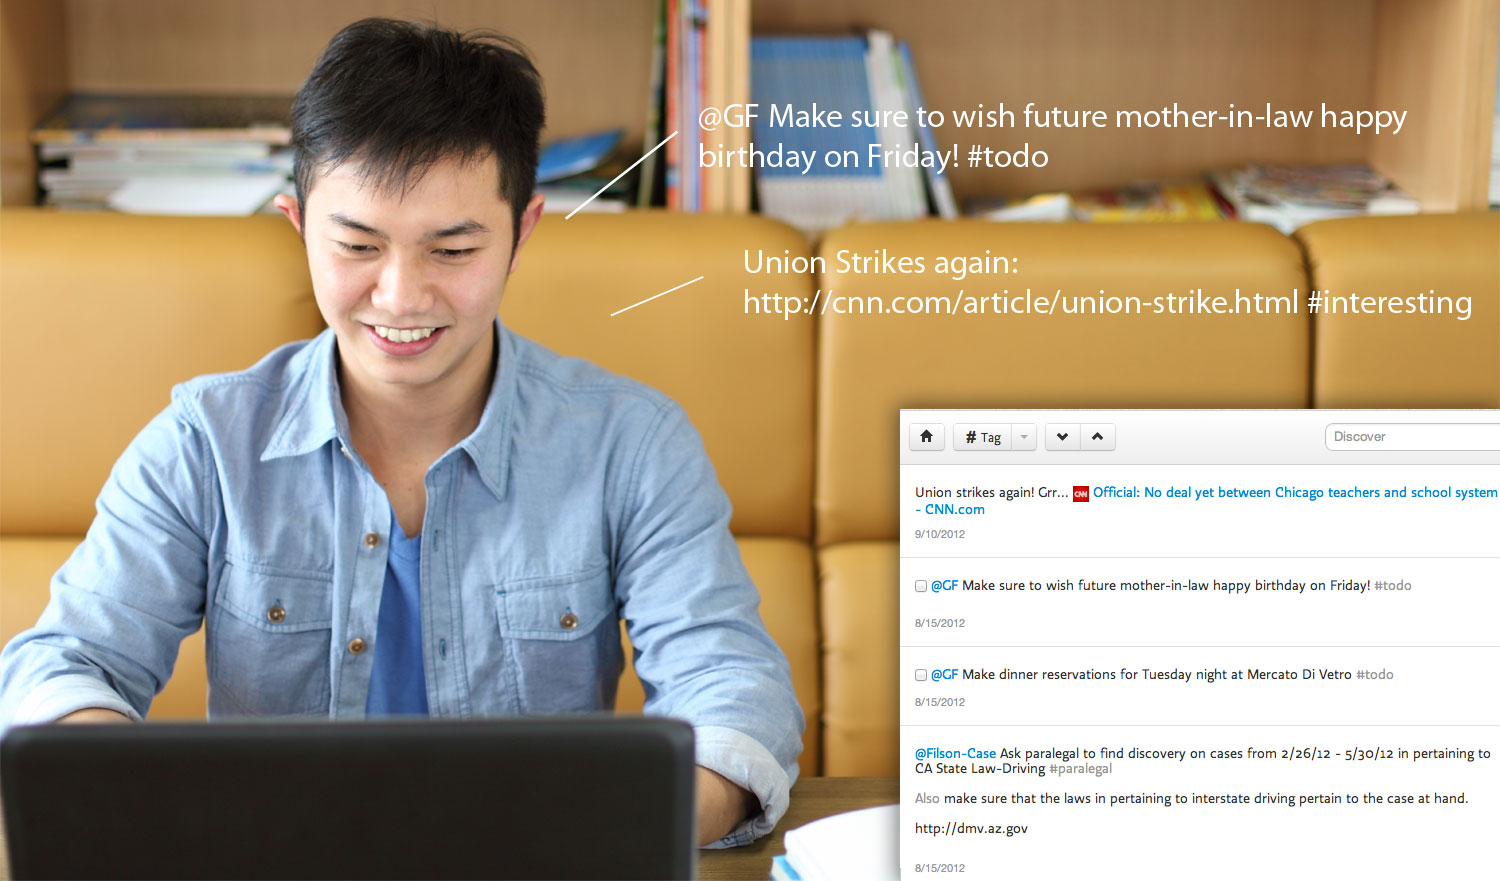 @GF Make sure to wish future mother-in-law happy
birthday on Friday! #todo
Union Strikes again:
http://cnn.com/article/union-strike.html #interesting
# Tag
Discover
Union strikes again! Grr... CNN Official: No deal yet between Chicago teachers and school system
- CNN.com
9/10/2012
@GF Make sure to wish future mother-in-law happy birthday on Friday! #todo
8/15/2012
@GF Make dinner reservations for Tuesday night at Mercato Di Vetro #todo
8/15/2012
@Filson-Case Ask paralegal to find discovery on cases from 2/26/12 - 5/30/12 in pertaining to
CA State Law-Driving #paralegal
Also make sure that the laws in pertaining to interstate driving pertain to the case at hand.
http://dmv.az.gov
8/15/2012